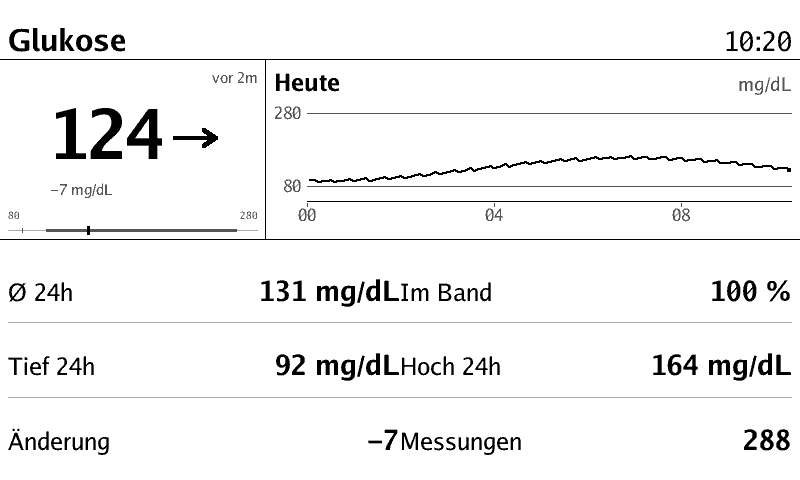 Glukose 10:20
vor 2m
124
−7 mg/dL
80 280
Heute mg/dL
280
80
00 04 08
Ø 24h 131 mg/dL Im Band 100 %
Tief 24h 92 mg/dL Hoch 24h 164 mg/dL
Änderung −7 Messungen 288